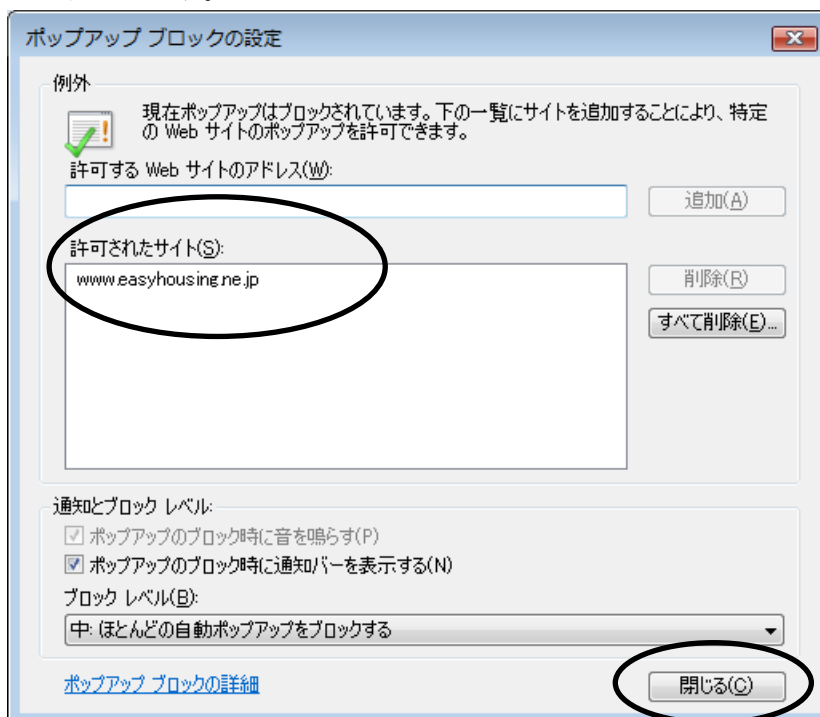 ポップアップ ブロックの設定
例外
現在ポップアップはブロックされています。下の一覧にサイトを追加することにより、特定
の Web サイトのポップアップを許可できます。
許可する Web サイトのアドレス(W):
追加(A)
許可されたサイト(S):
www.easyhousing.ne.jp
削除(R)
すべて削除(E)...
通知とブロック レベル:
ポップアップのブロック時に音を鳴らす(P)
ポップアップのブロック時に通知バーを表示する(N)
ブロック レベル(B):
中: ほとんどの自動ポップアップをブロックする
ポップアップ ブロックの詳細
閉じる(C)